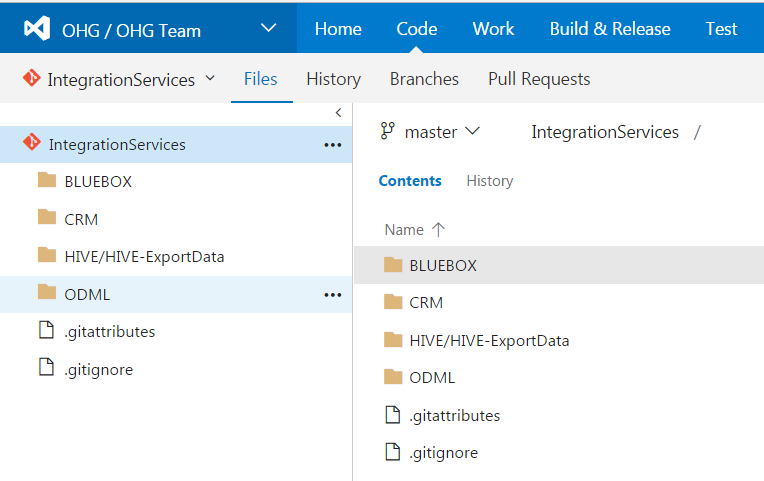 OHG / OHG Team Home Code Work Build & Release Test
IntegrationServices Files History Branches Pull Requests
IntegrationServices
BLUEBOX
CRM
HIVE/HIVE-ExportData
ODML
.gitattributes
.gitignore
master IntegrationServices /
Contents History
Name
BLUEBOX
CRM
HIVE/HIVE-ExportData
ODML
.gitattributes
.gitignore